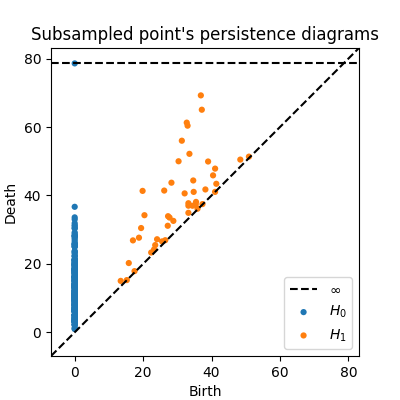 Subsampled point's persistence diagrams
80
60
40
20
0
Death
0 20 40 60 80
Birth
∞
H₀
H₁